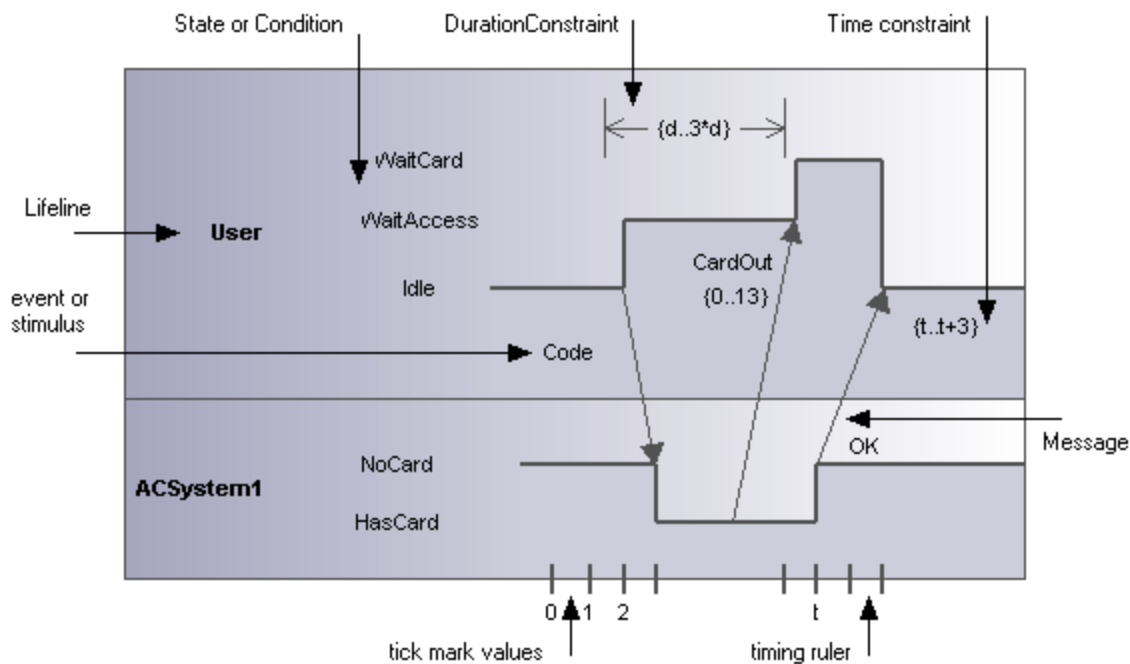 State or Condition
DurationConstraint
Time constraint
{d..3*d}
WaitCard
Lifeline
User
WaitAccess
CardOut
Idle
{0..13}
event or
stimulus
{t..t+3}
Code
OK
Message
NoCard
ACSystem1
HasCard
0 1 2 t
tick mark values
timing ruler